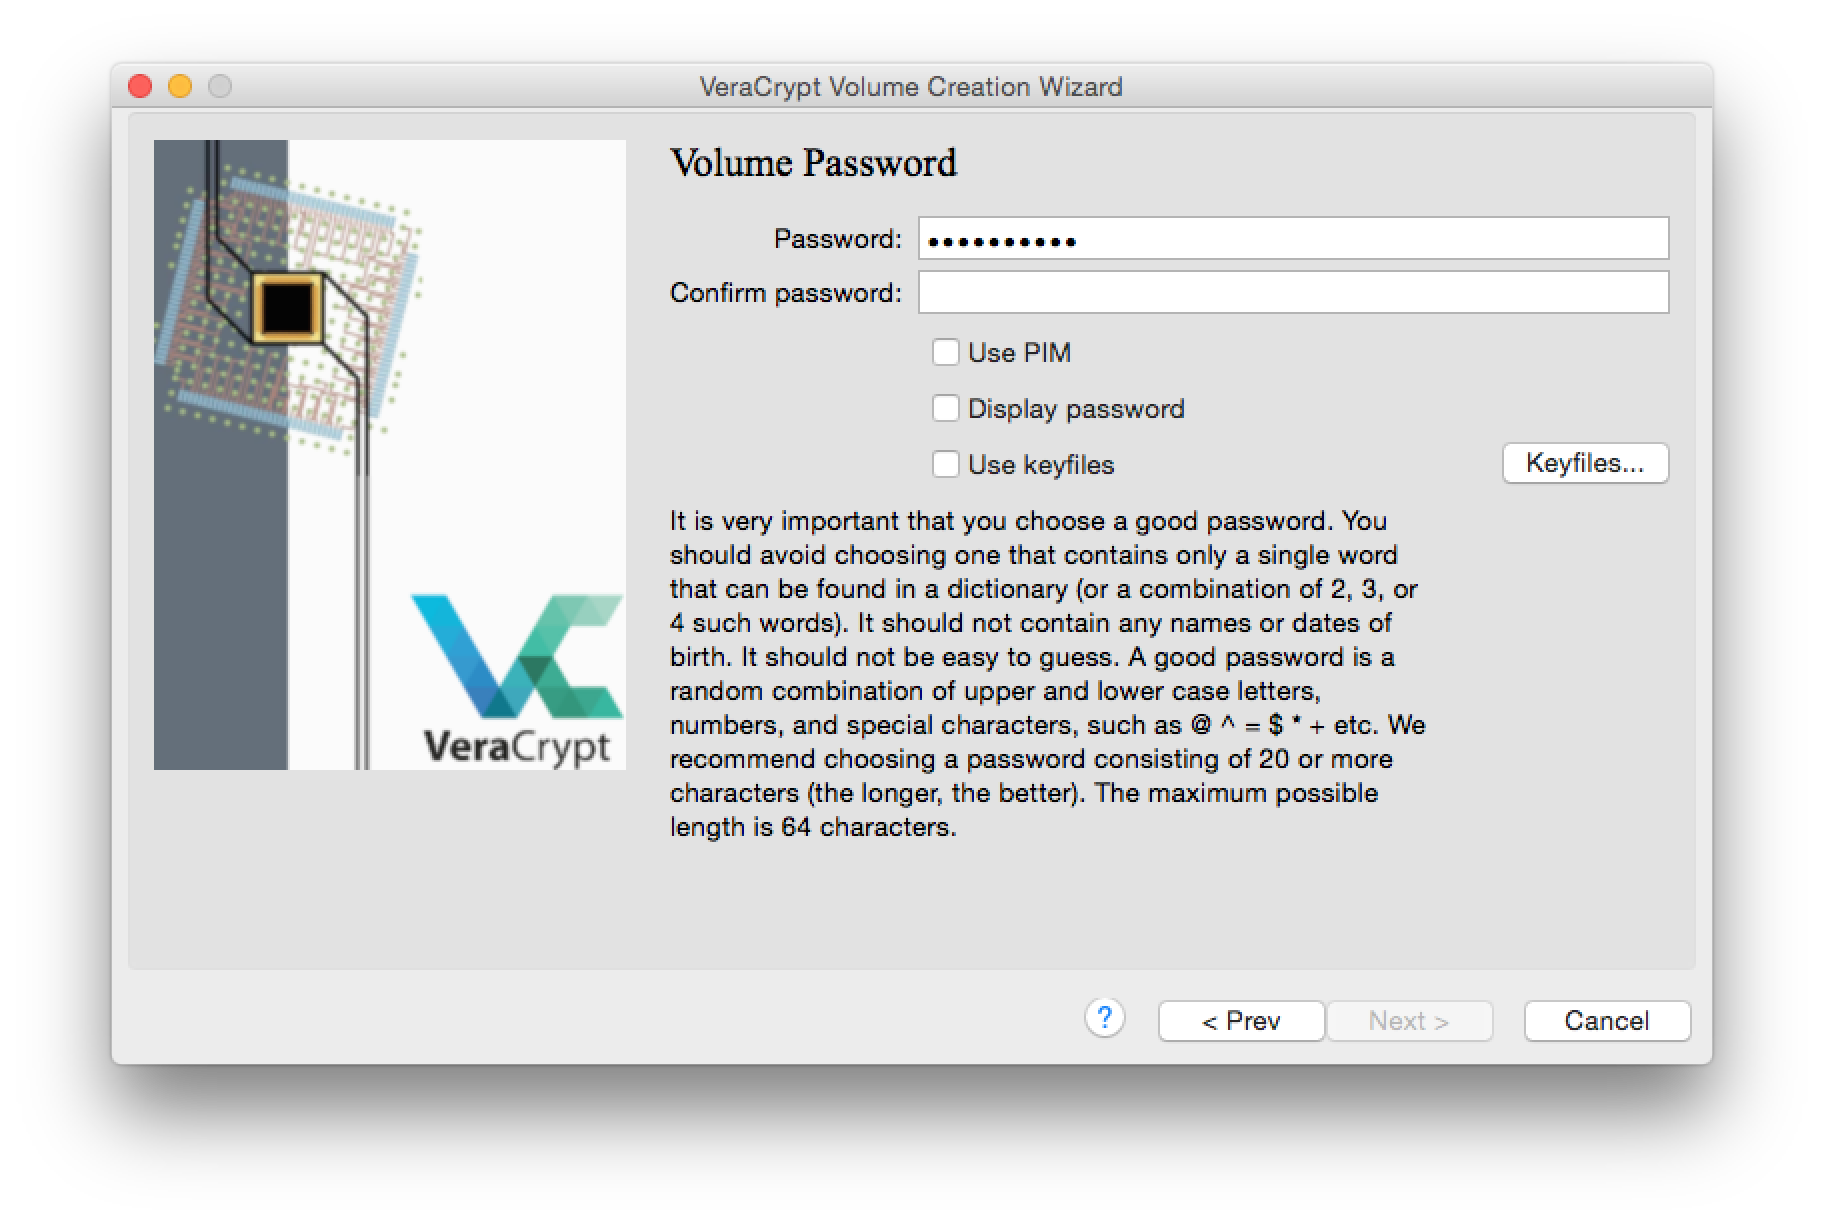 VeraCrypt Volume Creation Wizard
Volume Password
Password: ••••••••••
Confirm password:
Use PIM
Display password
Use keyfiles
Keyfiles...
It is very important that you choose a good password. You
should avoid choosing one that contains only a single word
that can be found in a dictionary (or a combination of 2, 3, or
4 such words). It should not contain any names or dates of
birth. It should not be easy to guess. A good password is a
random combination of upper and lower case letters,
numbers, and special characters, such as @ ^ = $ * + etc. We
recommend choosing a password consisting of 20 or more
characters (the longer, the better). The maximum possible
length is 64 characters.
VC
VeraCrypt
?
< Prev
Next >
Cancel